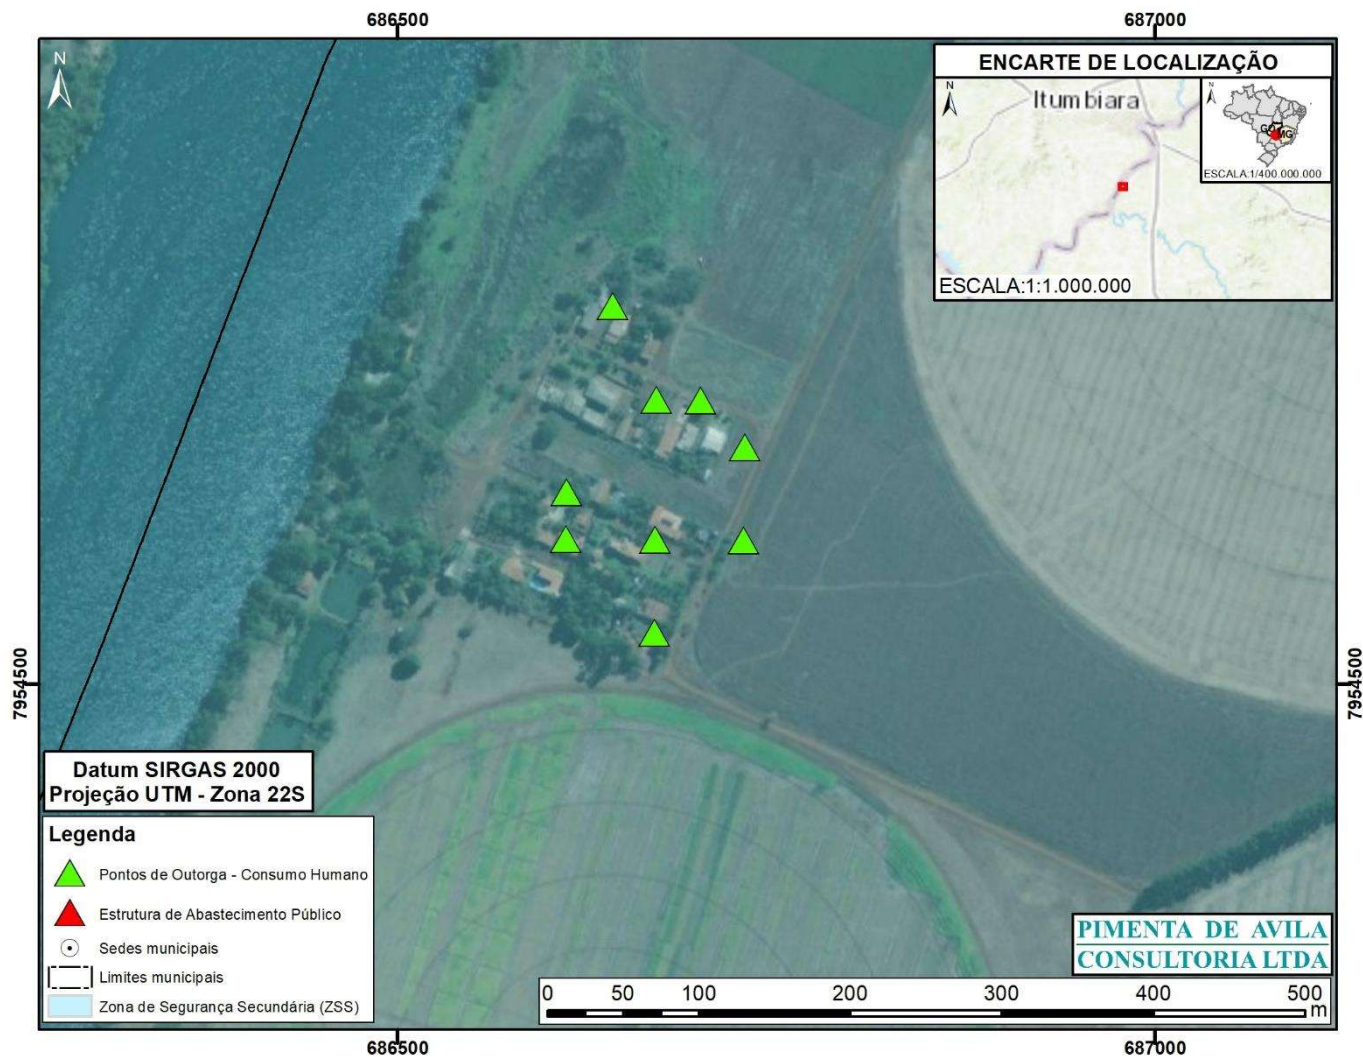 686500
687000
N
ENCARTE DE LOCALIZAÇÃO
N
Itumbiara
N
GO
MG
ESCALA:1/400.000.000
ESCALA:1:1.000.000
7954500
7954500
Datum SIRGAS 2000
Projeção UTM - Zona 22S
Legenda
Pontos de Outorga - Consumo Humano
Estrutura de Abastecimento Público
Sedes municipais
Limites municipais
Zona de Segurança Secundária (ZSS)
PIMENTA DE AVILA
CONSULTORIA LTDA
0 50 100 200 300 400 500
m
686500
687000